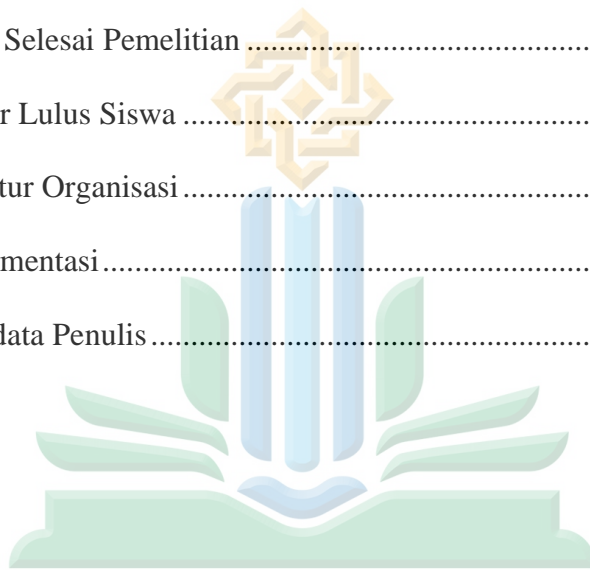 Selesai Pemelitian ..........................................
r Lulus Siswa ..................................................
tur Organisasi ..................................................
mentasi ............................................................
data Penulis ......................................................